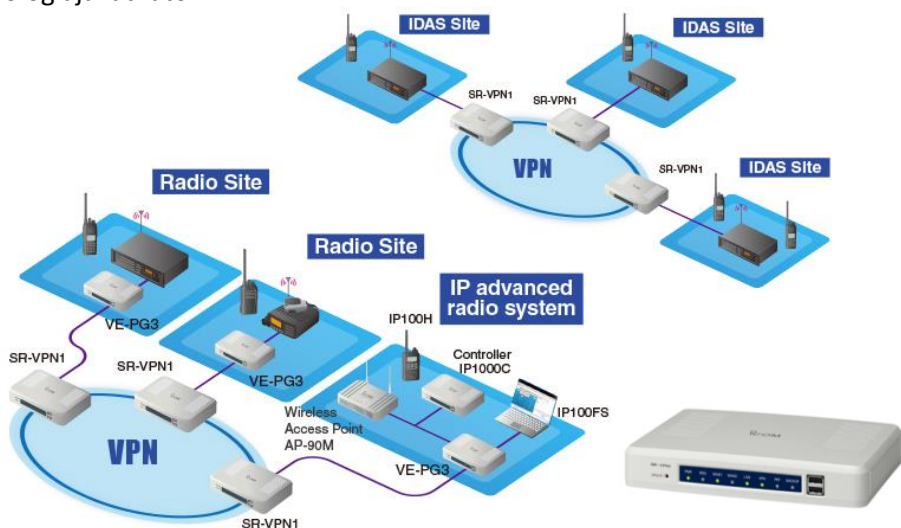 IDAS Site
IDAS Site
SR-VPN1
SR-VPN1
VPN
SR-VPN1
IDAS Site
Radio Site
Radio Site
IP advanced
radio system
VE-PG3
IP100H
Controller
IP1000C
SR-VPN1
SR-VPN1
VE-PG3
IP100FS
Wireless
Access Point
AP-90M
VE-PG3
VPN
SR-VPN1
ICOM